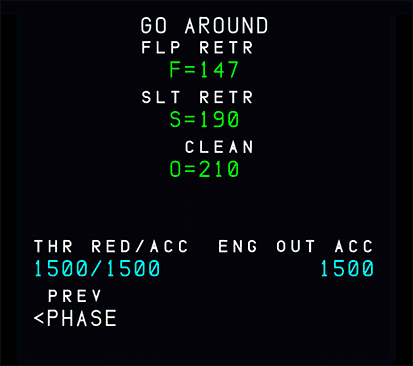 GO AROUND
FLP RETR
F=147
SLT RETR
S=190
CLEAN
O=210
THR RED/ACC ENG OUT ACC
1500/1500 1500
PREV
<PHASE